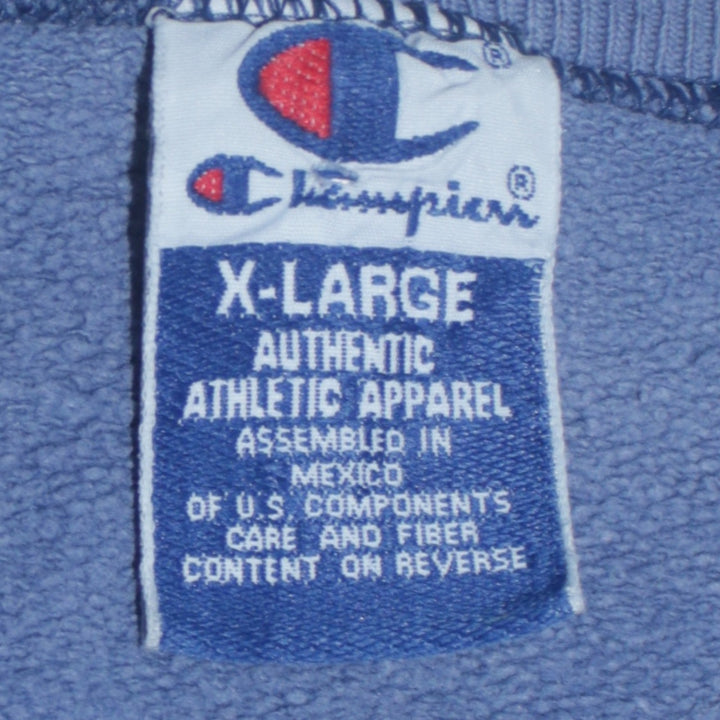 ®
Champion®
X-LARGE
AUTHENTIC
ATHLETIC APPAREL
ASSEMBLED IN
MEXICO
OF U.S. COMPONENTS
CARE AND FIBER
CONTENT ON REVERSE